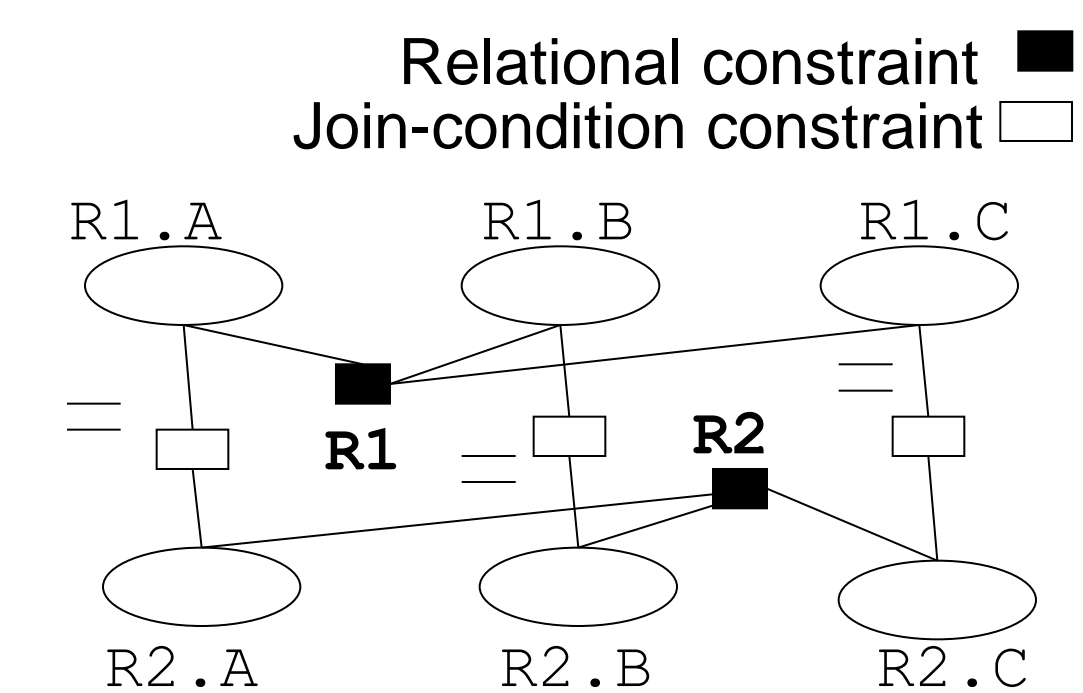 Relational constraint
Join-condition constraint
R1.A R1.B R1.C
=
=
R1
R2
=
R2.A R2.B R2.C